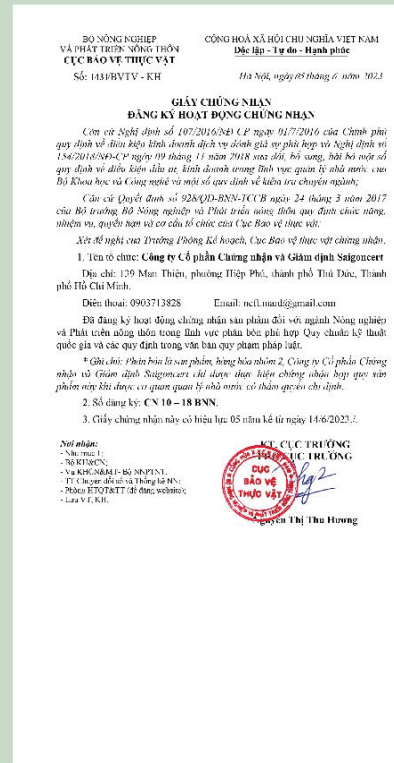 BỘ NÔNG NGHIỆP
VÀ PHÁT TRIỂN NÔNG THÔN
CỤC BẢO VỆ THỰC VẬT
Số: 1431/BVTV - KH
CỘNG HOÀ XÃ HỘI CHỦ NGHĨA VIỆT NAM
Độc lập - Tự do - Hạnh phúc
Hà Nội, ngày 05 tháng 6 năm 2023
GIẤY CHỨNG NHẬN
ĐĂNG KÝ HOẠT ĐỘNG CHỨNG NHẬN
Căn cứ Nghị định số 107/2016/NĐ-CP ngày 01/7/2016 của Chính phủ
quy định về điều kiện kinh doanh dịch vụ đánh giá sự phù hợp và Nghị định số
154/2018/NĐ-CP ngày 09 tháng 11 năm 2018 sửa đổi, bổ sung, bãi bỏ một số
quy định về điều kiện đầu tư, kinh doanh trong lĩnh vực quản lý nhà nước của
Bộ Khoa học và Công nghệ và một số quy định về kiểm tra chuyên ngành;
Căn cứ Quyết định số 928/QĐ-BNN-TCCB ngày 24 tháng 3 năm 2017
của Bộ trưởng Bộ Nông nghiệp và Phát triển nông thôn quy định chức năng,
nhiệm vụ, quyền hạn và cơ cấu tổ chức của Cục Bảo vệ thực vật;
Xét đề nghị của Trưởng Phòng Kế hoạch, Cục Bảo vệ thực vật chứng nhận.
1. Tên tổ chức: Công ty Cổ phần Chứng nhận và Giám định Saigoncert
Địa chỉ: 139 Man Thiện, phường Hiệp Phú, thành phố Thủ Đức, Thành
phố Hồ Chí Minh.
Điện thoại: 0903713828 Email: ncft.mard@gmail.com
Đã đăng ký hoạt động chứng nhận sản phẩm đối với ngành Nông nghiệp
và Phát triển nông thôn trong lĩnh vực phân bón phù hợp Quy chuẩn kỹ thuật
quốc gia và các quy định trong văn bản quy phạm pháp luật.
* Ghi chú: Phân bón là sản phẩm, hàng hóa nhóm 2, Công ty Cổ phần Chứng
nhận và Giám định Saigoncert chỉ được thực hiện chứng nhận hợp quy sản
phẩm này khi được cơ quan quản lý nhà nước có thẩm quyền chỉ định.
2. Số đăng ký: CN 10 – 18 BNN.
3. Giấy chứng nhận này có hiệu lực 05 năm kể từ ngày 14/6/2023./.
Nơi nhận:
- Như mục 1;
- Bộ KH&CN;
- Vụ KHCN&MT- Bộ NNPTNT;
- TT Chuyển đổi số và Thống kê NN;
- Phòng HTQT&TT (để đăng website);
- Lưu VT, KH.
KT. CỤC TRƯỞNG
CỤC TRƯỞNG
CỤC
BẢO VỆ
THỰC VẬT
Nguyễn Thị Thu Hương